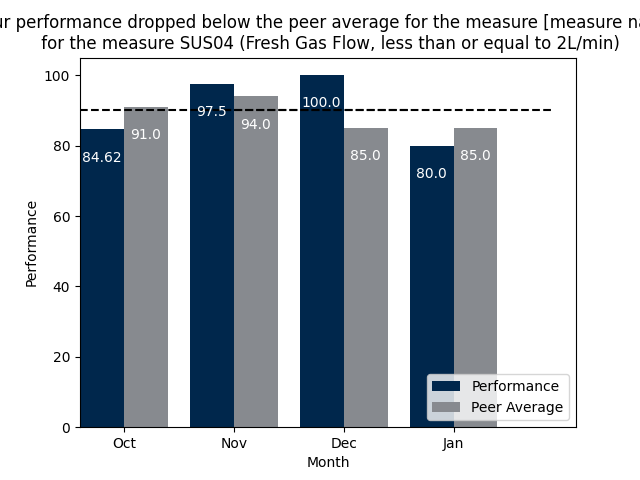 performance dropped below the peer average for the measure [measure
for the measure SUS04 (Fresh Gas Flow, less than or equal to 2L/min)
100
80
60
40
20
0
Performance
84.62
91.0
97.5
94.0
100.0
85.0
80.0
85.0
Oct
Nov
Dec
Jan
Month
Performance
Peer Average